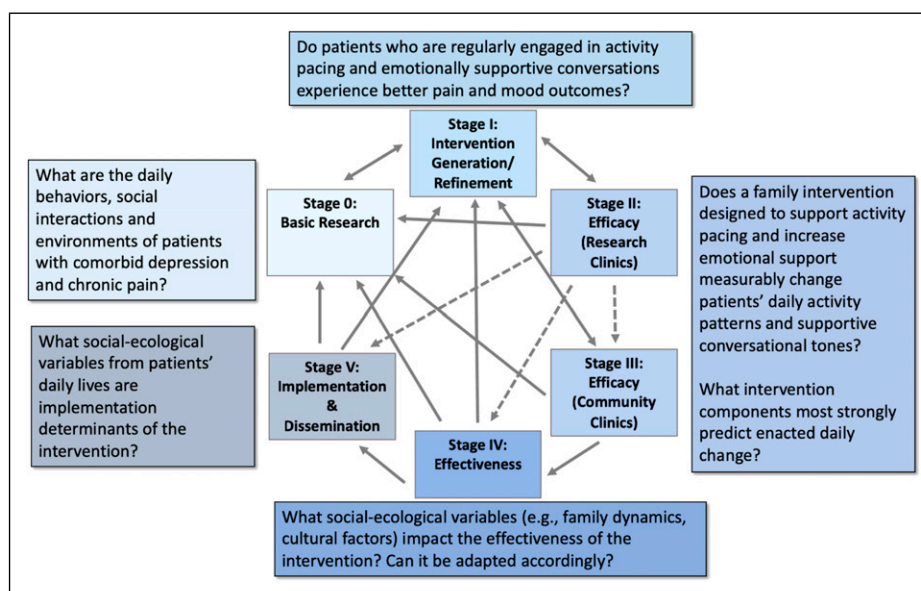 Do patients who are regularly engaged in activity
pacing and emotionally supportive conversations
experience better pain and mood outcomes?
Stage I:
Intervention
Generation/
Refinement
What are the daily
behaviors, social
interactions and
environments of patients
with comorbid depression
and chronic pain?
Stage 0:
Basic Research
Stage II:
Efficacy
(Research
Clinics)
Does a family intervention
designed to support activity
pacing and increase
emotional support
measurably change
patients’ daily activity
patterns and supportive
conversational tones?
What intervention
components most strongly
predict enacted daily
change?
What social-ecological
variables from patients’
daily lives are
implementation
determinants of the
intervention?
Stage V:
Implementation
&
Dissemination
Stage III:
Efficacy
(Community
Clinics)
Stage IV:
Effectiveness
What social-ecological variables (e.g., family dynamics,
cultural factors) impact the effectiveness of the
intervention? Can it be adapted accordingly?